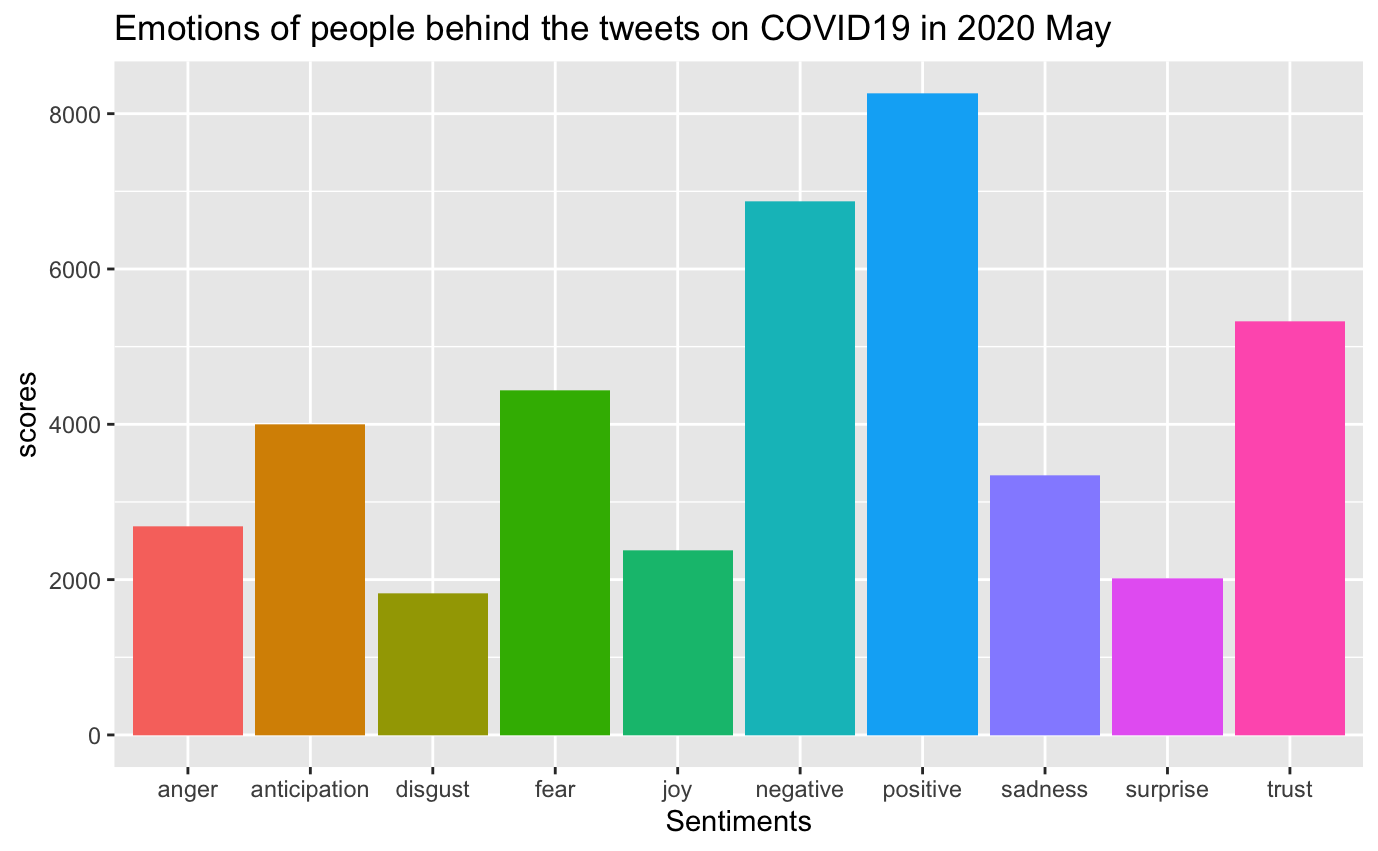 Emotions of people behind the tweets on COVID19 in 2020 May
8000
6000
4000
2000
0
scores
anger anticipation disgust fear joy negative positive sadness surprise trust
Sentiments